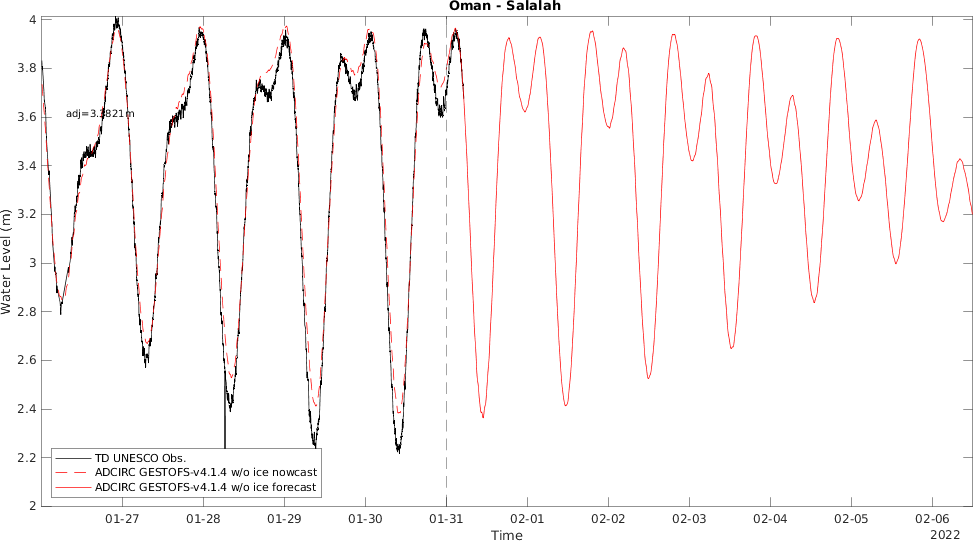 Oman - Salalah
4
3.8
3.6
3.4
3.2
3
2.8
2.6
2.4
2.2
2
Water Level (m)
adj=3.3821m
TD UNESCO Obs.
ADCIRC GESTOFS-v4.1.4 w/o ice nowcast
ADCIRC GESTOFS-v4.1.4 w/o ice forecast
01-27 01-28 01-29 01-30 01-31 02-01 02-02 02-03 02-04 02-05 02-06
Time
2022